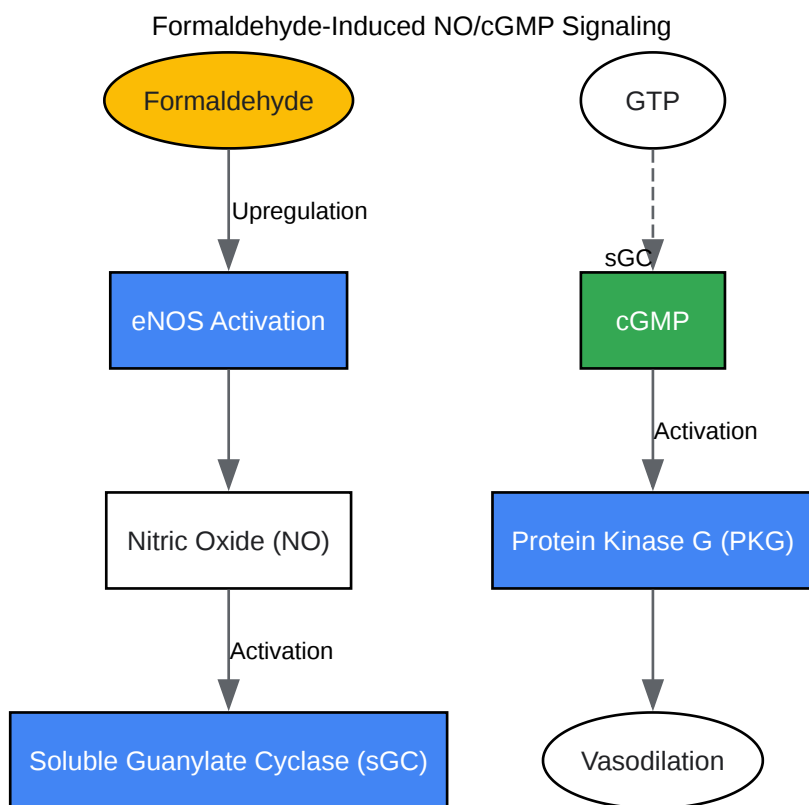 Formaldehyde-Induced NO/cGMP Signaling
Formaldehyde
Upregulation
eNOS Activation
Nitric Oxide (NO)
Activation
Soluble Guanylate Cyclase (sGC)
GTP
sGC
cGMP
Activation
Protein Kinase G (PKG)
Vasodilation